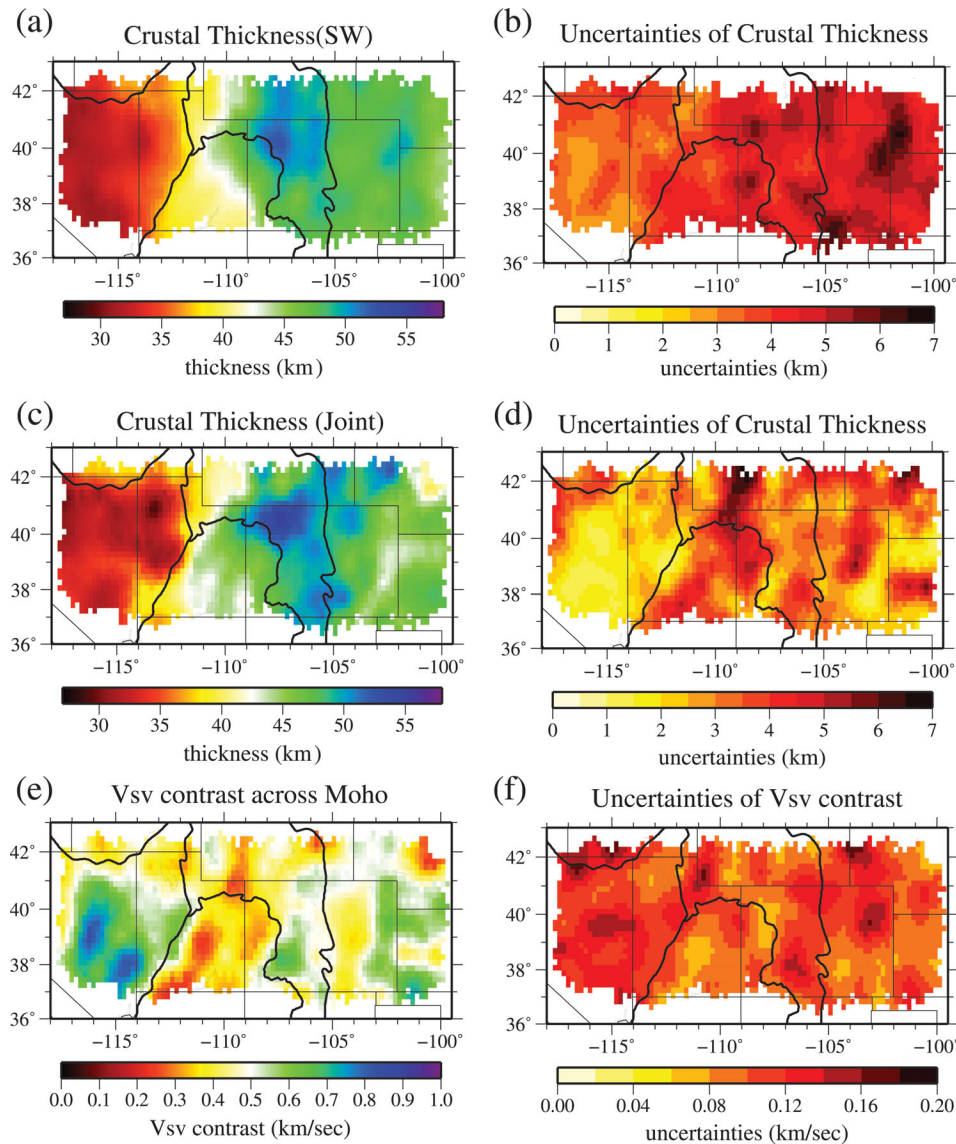 (a)
Crustal Thickness(SW)
42°
40°
38°
36°
−115° −110° −105° −100°
30 35 40 45 50 55
thickness (km)
(b)
Uncertainties of Crustal Thickness
42°
40°
38°
36°
−115° −110° −105° −100°
0 1 2 3 4 5 6 7
uncertainties (km)
(c)
Crustal Thickness (Joint)
42°
40°
38°
36°
−115° −110° −105° −100°
30 35 40 45 50 55
thickness (km)
(d)
Uncertainties of Crustal Thickness
42°
40°
38°
36°
−115° −110° −105° −100°
0 1 2 3 4 5 6 7
uncertainties (km)
(e)
Vsv contrast across Moho
42°
40°
38°
36°
−115° −110° −105° −100°
0.0 0.1 0.2 0.3 0.4 0.5 0.6 0.7 0.8 0.9 1.0
Vsv contrast (km/sec)
(f)
Uncertainties of Vsv contrast
42°
40°
38°
36°
−115° −110° −105° −100°
0.00 0.04 0.08 0.12 0.16 0.20
uncertainties (km/sec)